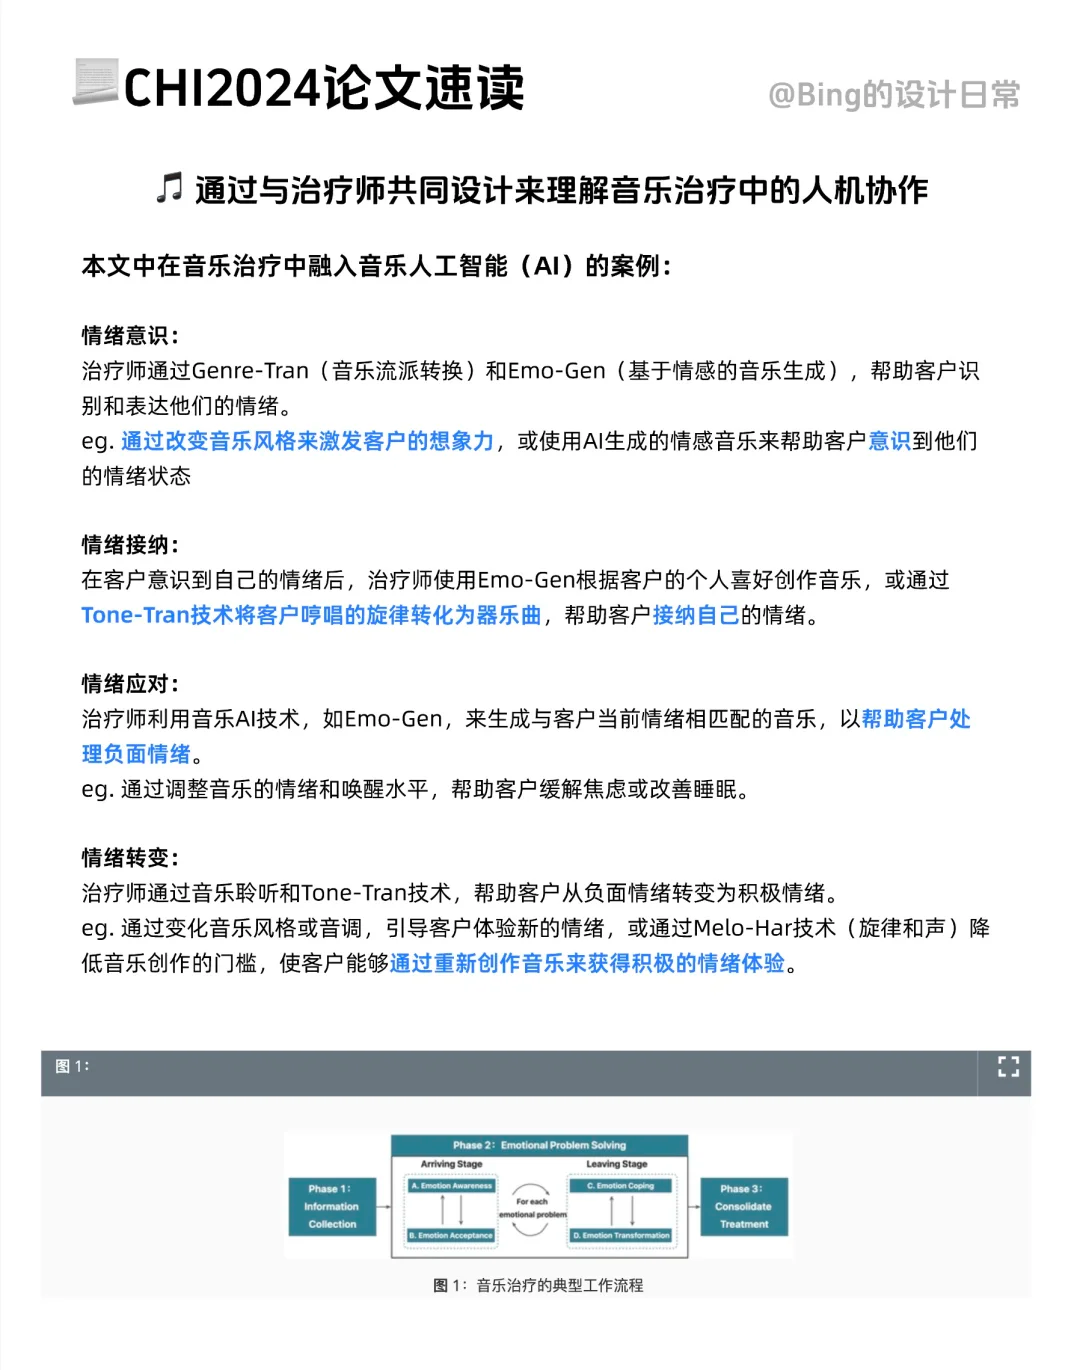 CHI2024论文速读
@Bing的设计日常
通过与治疗师共同设计来理解音乐治疗中的人机协作
本文中在音乐治疗中融入音乐人工智能（AI）的案例：
情绪意识：
治疗师通过Genre-Tran（音乐流派转换）和Emo-Gen（基于情感的音乐生成），帮助客户识
别和表达他们的情绪。
eg. 通过改变音乐风格来激发客户的想象力，或使用AI生成的情感音乐来帮助客户意识到他们
的情绪状态
情绪接纳：
在客户意识到自己的情绪后，治疗师使用Emo-Gen根据客户的个人喜好创作音乐，或通过
Tone-Tran技术将客户哼唱的旋律转化为器乐曲，帮助客户接纳自己的情绪。
情绪应对：
治疗师利用音乐AI技术，如Emo-Gen，来生成与客户当前情绪相匹配的音乐，以帮助客户处
理负面情绪。
eg. 通过调整音乐的情绪和唤醒水平，帮助客户缓解焦虑或改善睡眠。
情绪转变：
治疗师通过音乐聆听和Tone-Tran技术，帮助客户从负面情绪转变为积极情绪。
eg. 通过变化音乐风格或音调，引导客户体验新的情绪，或通过Melo-Har技术（旋律和声）降
低音乐创作的门槛，使客户能够通过重新创作音乐来获得积极的情绪体验。
图 1：
Phase 1：
Information
Collection
Phase 2：Emotional Problem Solving
Arriving Stage
A. Emotion Awareness
B. Emotion Acceptance
For each
emotional problem
Leaving Stage
C. Emotion Coping
D. Emotion Transformation
Phase 3：
Consolidate
Treatment
图 1：音乐治疗的典型工作流程